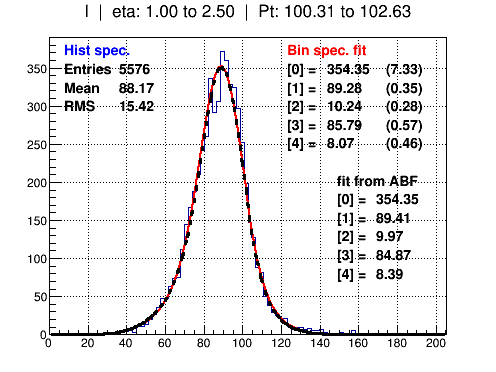 I | eta: 1.00 to 2.50 | Pt: 100.31 to 102.63
Hist spec.
Entries 5576
Mean 88.17
RMS 15.42
Bin spec. fit
[0] = 354.35 (7.33)
[1] = 89.28 (0.35)
[2] = 10.24 (0.28)
[3] = 85.79 (0.57)
[4] = 8.07 (0.46)
fit from ABF
[0] = 354.35
[1] = 89.41
[2] = 9.97
[3] = 84.87
[4] = 8.39
350
300
250
200
150
100
50
0
0 20 40 60 80 100 120 140 160 180 200